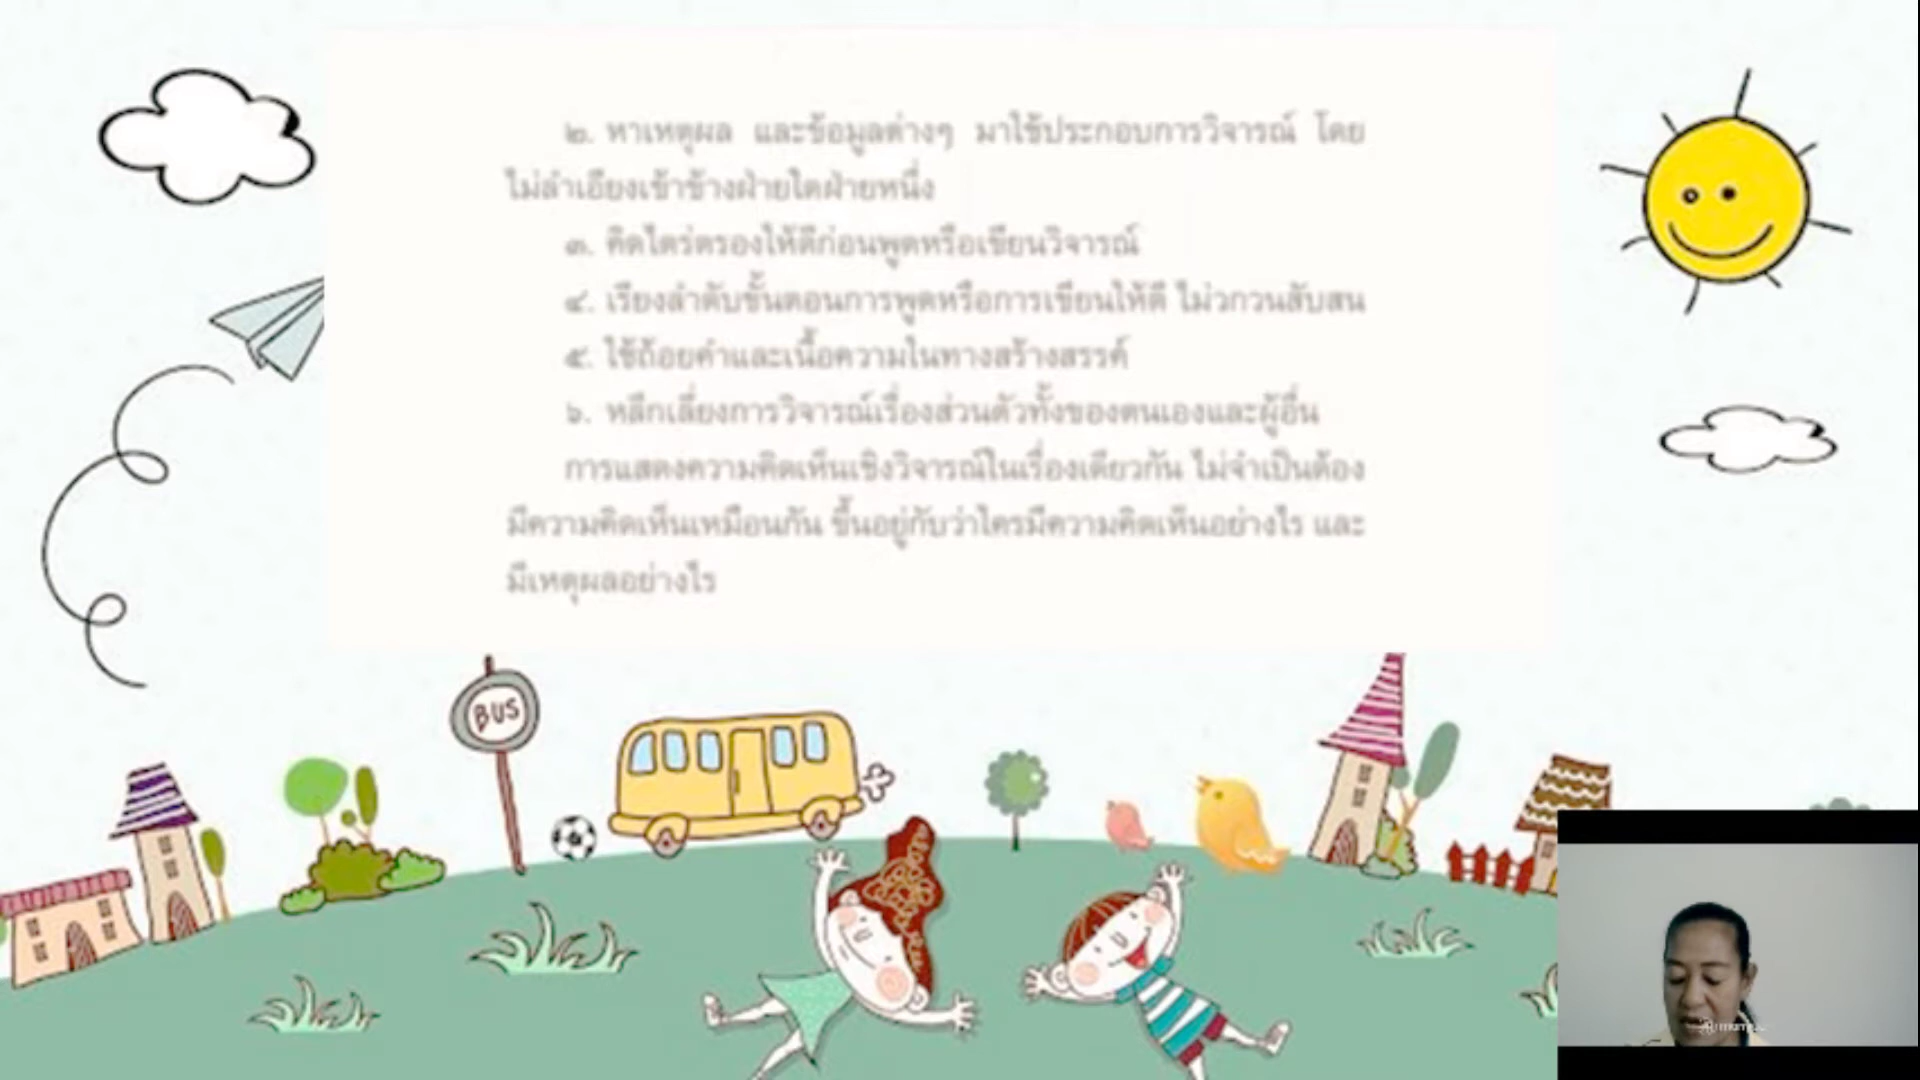 ๒. หาเหตุผล และข้อมูลต่างๆ มาใช้ประกอบการวิจารณ์ โดย
ไม่ลำเอียงเข้าข้างฝ่ายใดฝ่ายหนึ่ง
๓. คิดไตร่ตรองให้ดีก่อนพูดหรือเขียนวิจารณ์
๔. เรียงลำดับขั้นตอนการพูดหรือการเขียนให้ดี ไม่วกวนสับสน
๕. ใช้ถ้อยคำและเนื้อความในทางสร้างสรรค์
๖. หลีกเลี่ยงการวิจารณ์เรื่องส่วนตัวทั้งของตนเองและผู้อื่น
การแสดงความคิดเห็นเชิงวิจารณ์ในเรื่องเดียวกัน ไม่จำเป็นต้อง
มีความคิดเห็นเหมือนกัน ขึ้นอยู่กับว่าใครมีความคิดเห็นอย่างไร และ
มีเหตุผลอย่างไร
BUS